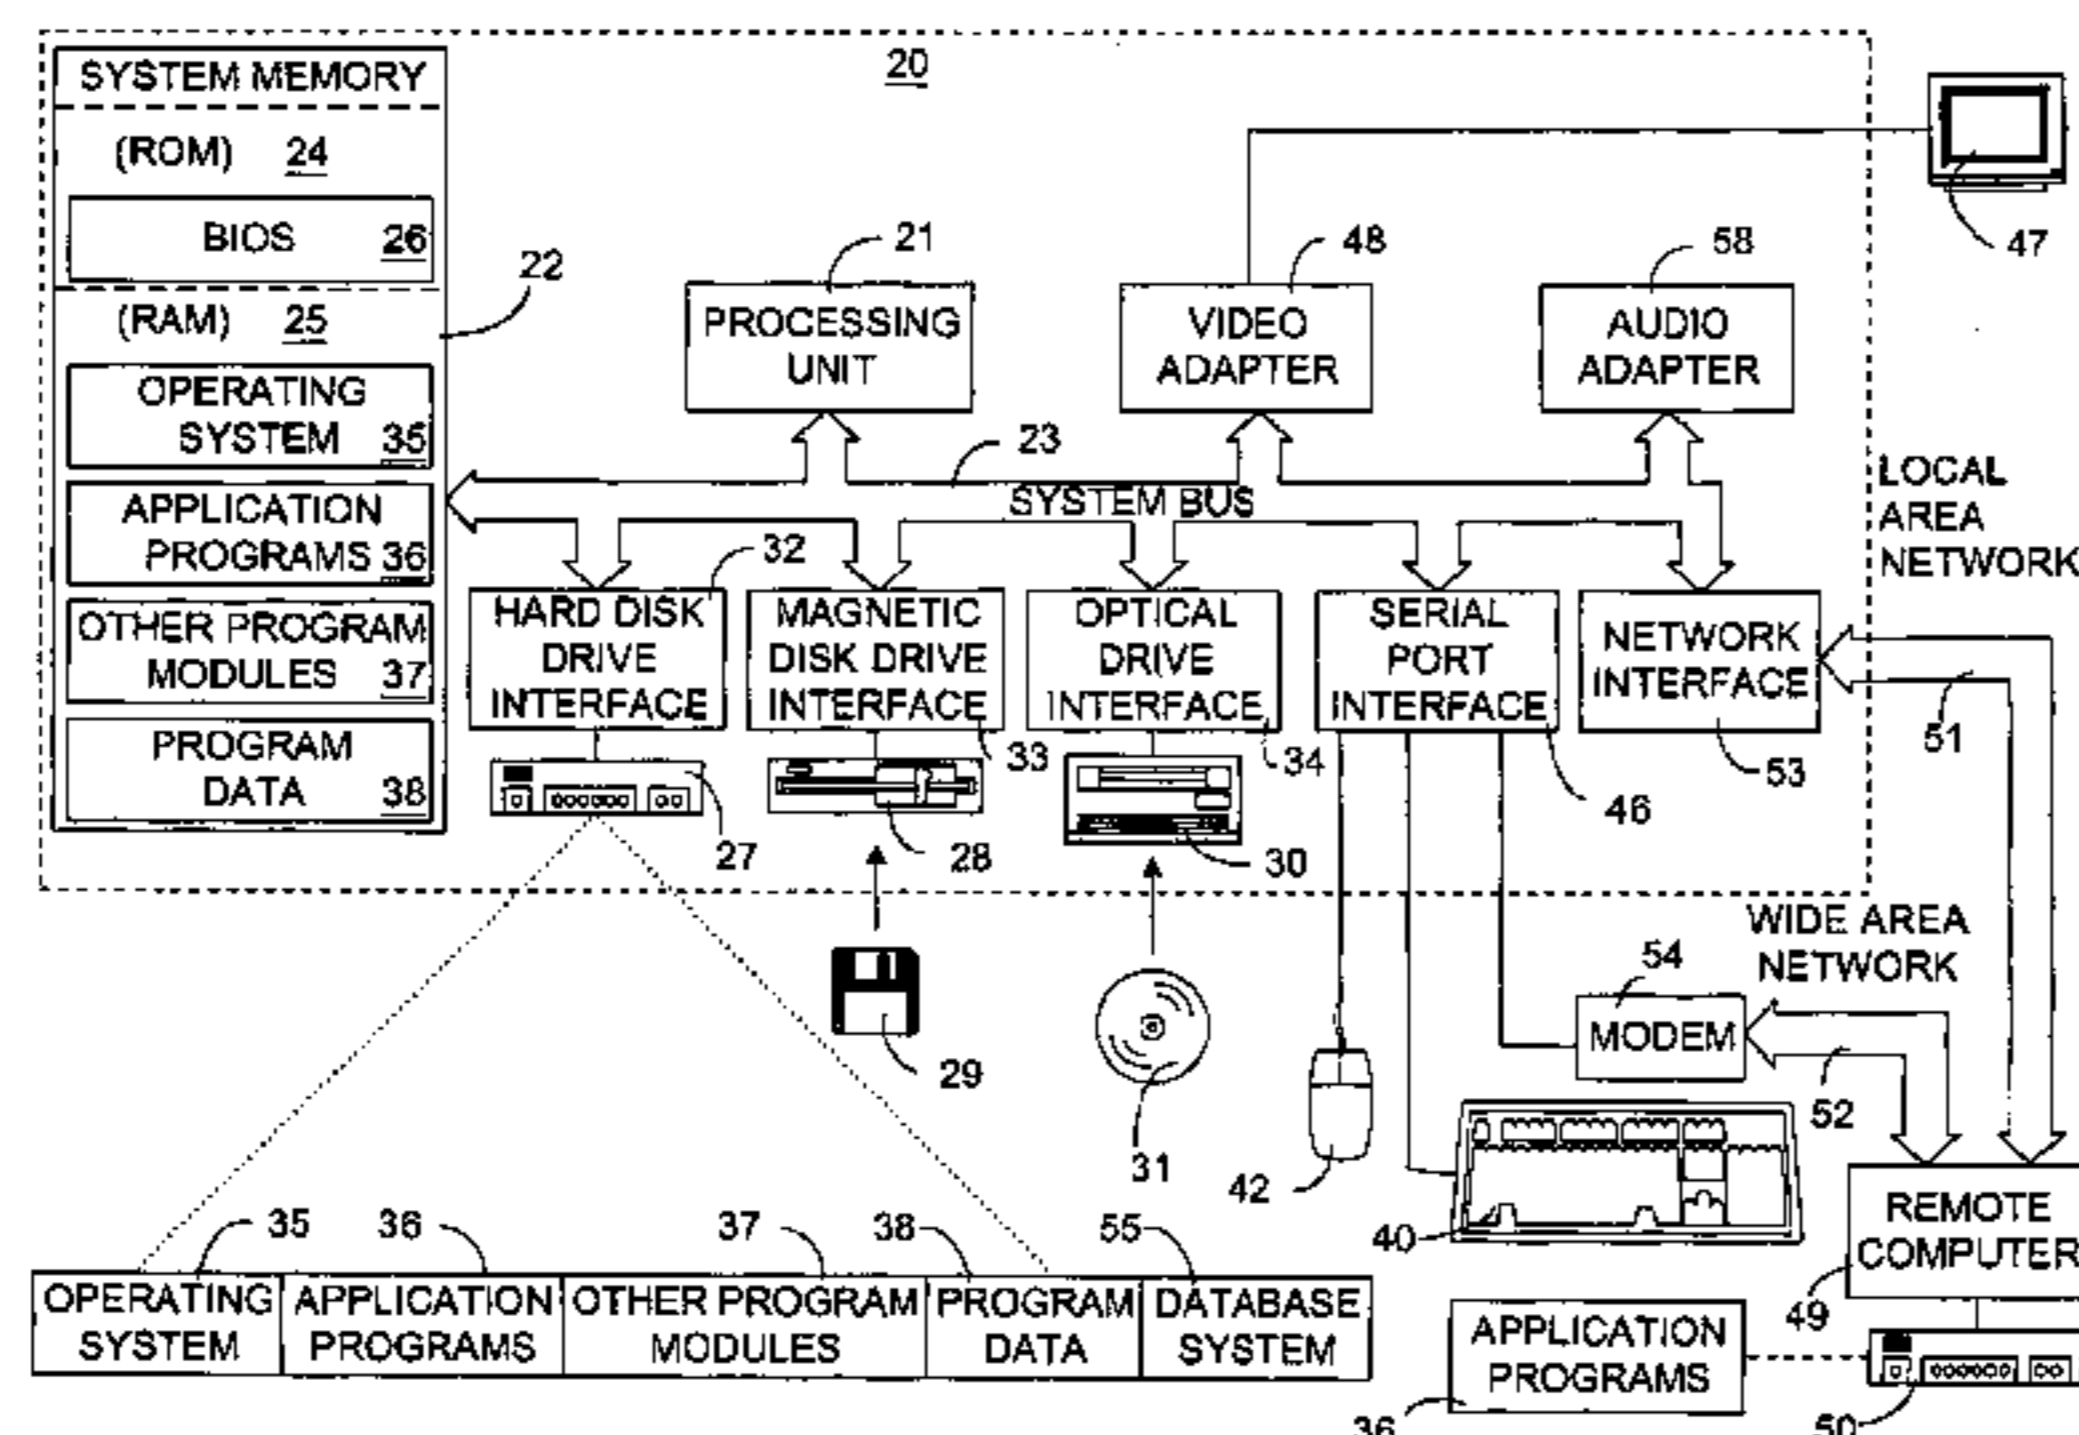 20
SYSTEM MEMORY
(ROM) 24
BIOS 26
(RAM) 25
OPERATING
SYSTEM 35
APPLICATION
PROGRAMS 36
OTHER PROGRAM
MODULES 37
PROGRAM
DATA 38
22
21
PROCESSING
UNIT
48
VIDEO
ADAPTER
58
AUDIO
ADAPTER
47
23
SYSTEM BUS
LOCAL
AREA
NETWORK
32
HARD DISK
DRIVE
INTERFACE
MAGNETIC
DISK DRIVE
INTERFACE
33
OPTICAL
DRIVE
INTERFACE
34
SERIAL
PORT
INTERFACE
46
NETWORK
INTERFACE
53
51
27
28
30
29
31
42
40
WIDE AREA
NETWORK
54
MODEM
52
REMOTE
COMPUTER
49
35
OPERATING
SYSTEM
36
APPLICATION
PROGRAMS
37
OTHER PROGRAM
MODULES
38
PROGRAM
DATA
55
DATABASE
SYSTEM
APPLICATION
PROGRAMS
36
50